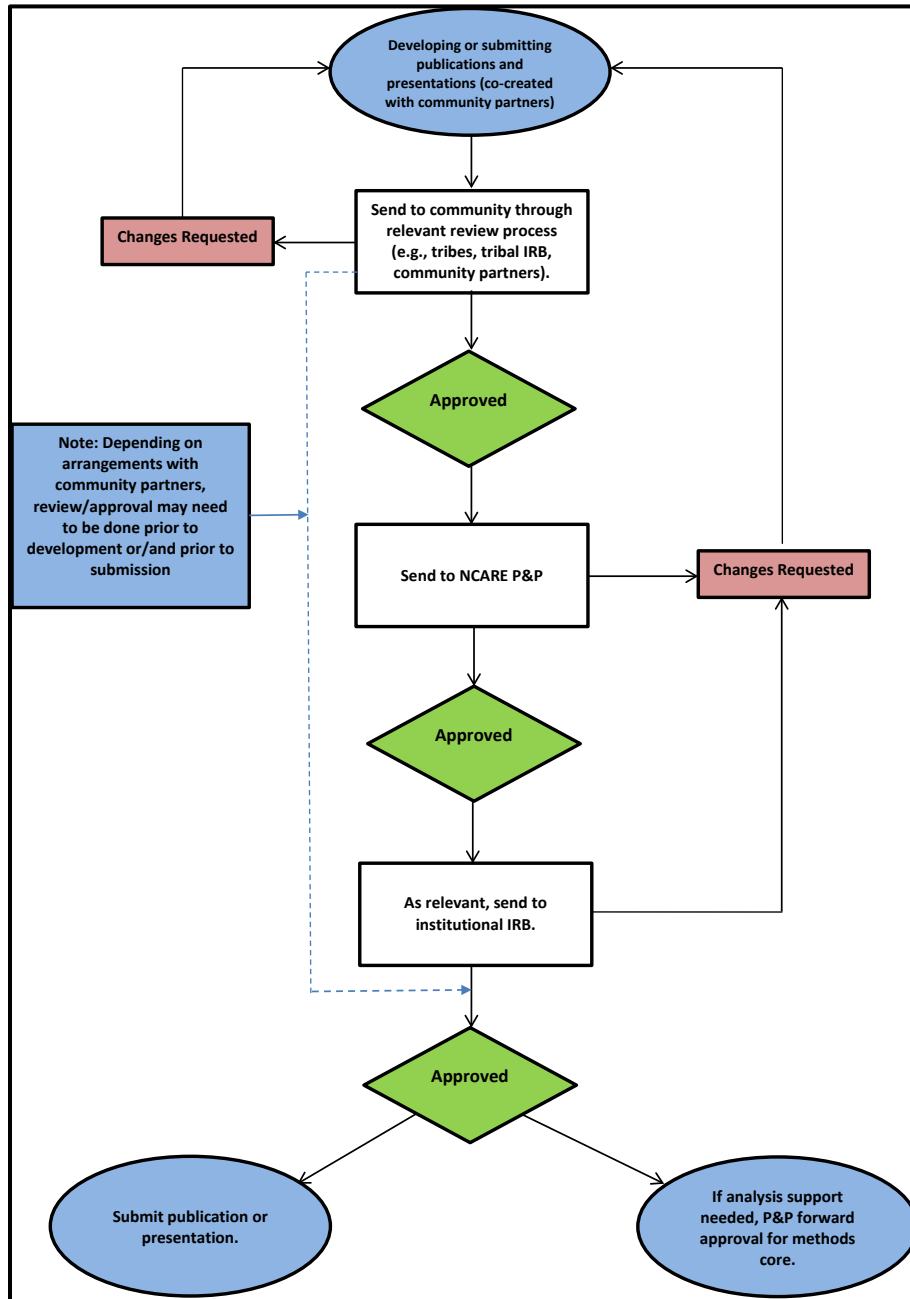 Developing or submitting
publications and
presentations (co-created
with community partners)
Send to community through
relevant review process
(e.g., tribes, tribal IRB,
community partners).
Changes Requested
Approved
Note: Depending on
arrangements with
community partners,
review/approval may need
to be done prior to
development or/and prior to
submission
Send to NCARE P&P
Changes Requested
Approved
As relevant, send to
institutional IRB.
Approved
Submit publication or
presentation.
If analysis support
needed, P&P forward
approval for methods
core.